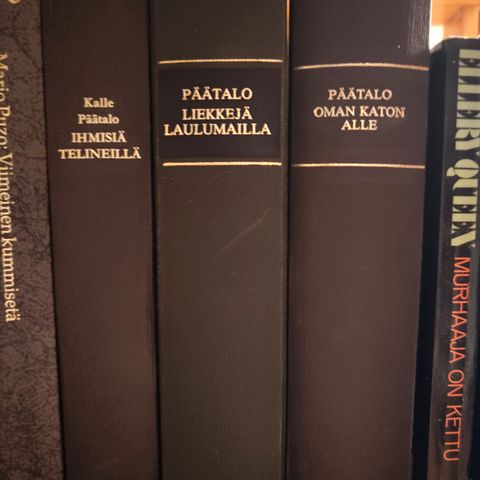 Mario Puzo: Viimeinen kummisetä
Kalle
Päätalo
IHMISIÄ
TELINEILLÄ
PÄÄTALO
LIEKKEJÄ
LAULUMAILLA
PÄÄTALO
OMAN KATON
ALLE
ELLERY QUEEN
MURHAAJA ON KETTU